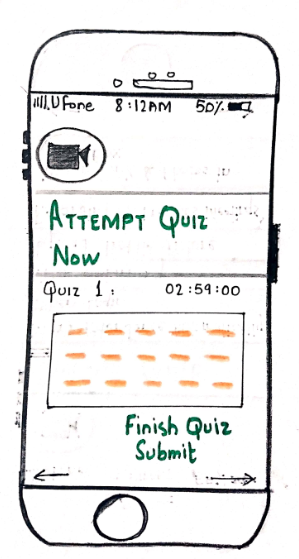 Ufone 8:12AM 50%
ATTEMPT QUIZ
NOW
QUIZ 1: 02:59:00
Finish Quiz
Submit